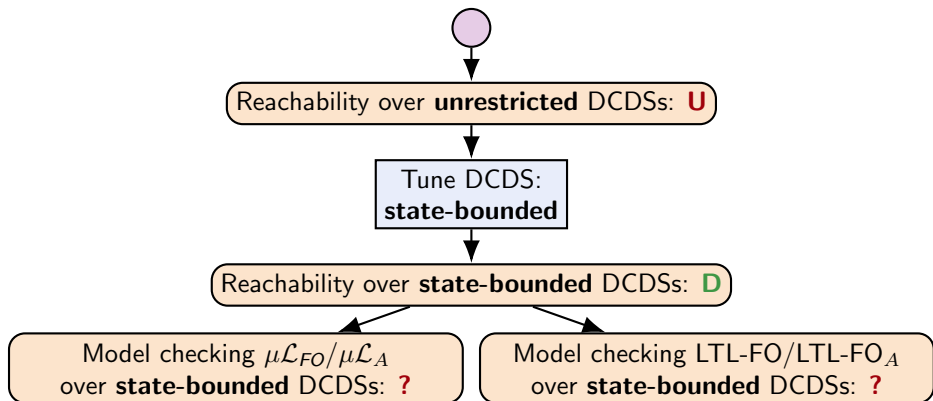 Reachability over unrestricted DCDSs: U
Tune DCDS:
state-bounded
Reachability over state-bounded DCDSs: D
Model checking μℒ_FO/μℒ_A
over state-bounded DCDSs: ?
Model checking LTL-FO/LTL-FO_A
over state-bounded DCDSs: ?